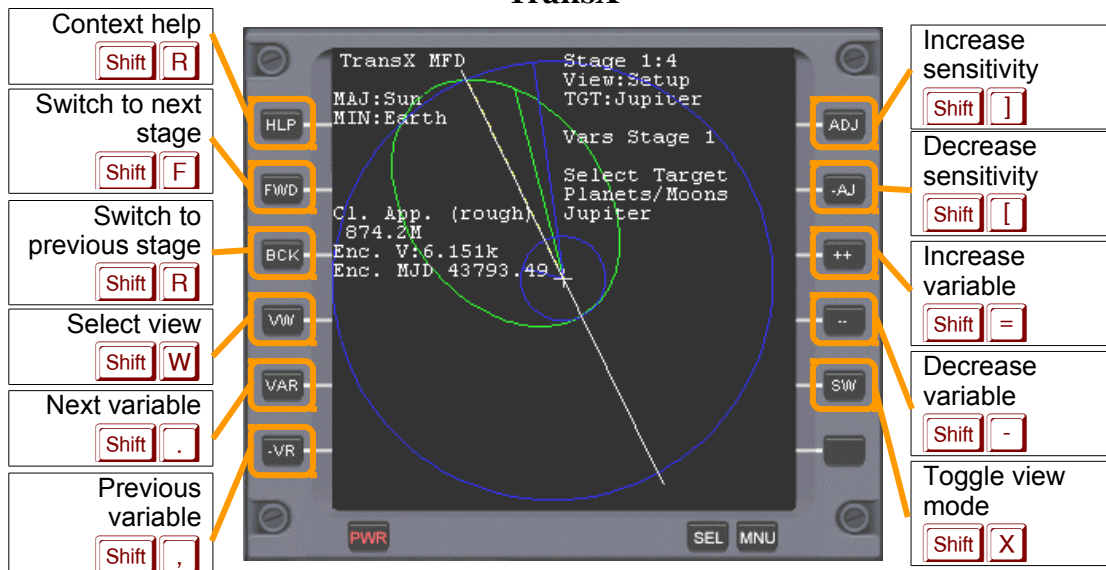 TransX
Context help
Shift R
Switch to next
stage
Shift F
Switch to
previous stage
Shift R
Select view
Shift W
Next variable
Shift .
Previous
variable
Shift ,
HLP
FWD
BCK
VW
VAR
-VR
TransX MFD
MAJ:Sun
MIN:Earth
Cl. App. (rough)
874.2M
Enc. V:6.151k
Enc. MJD 43793.49
Stage 1:4
View:Setup
TGT:Jupiter
Vars Stage 1
Select Target
Planets/Moons
Jupiter
ADJ
-AJ
++
--
SW
PWR
SEL MNU
Increase
sensitivity
Shift ]
Decrease
sensitivity
Shift [
Increase
variable
Shift =
Decrease
variable
Shift -
Toggle view
mode
Shift X